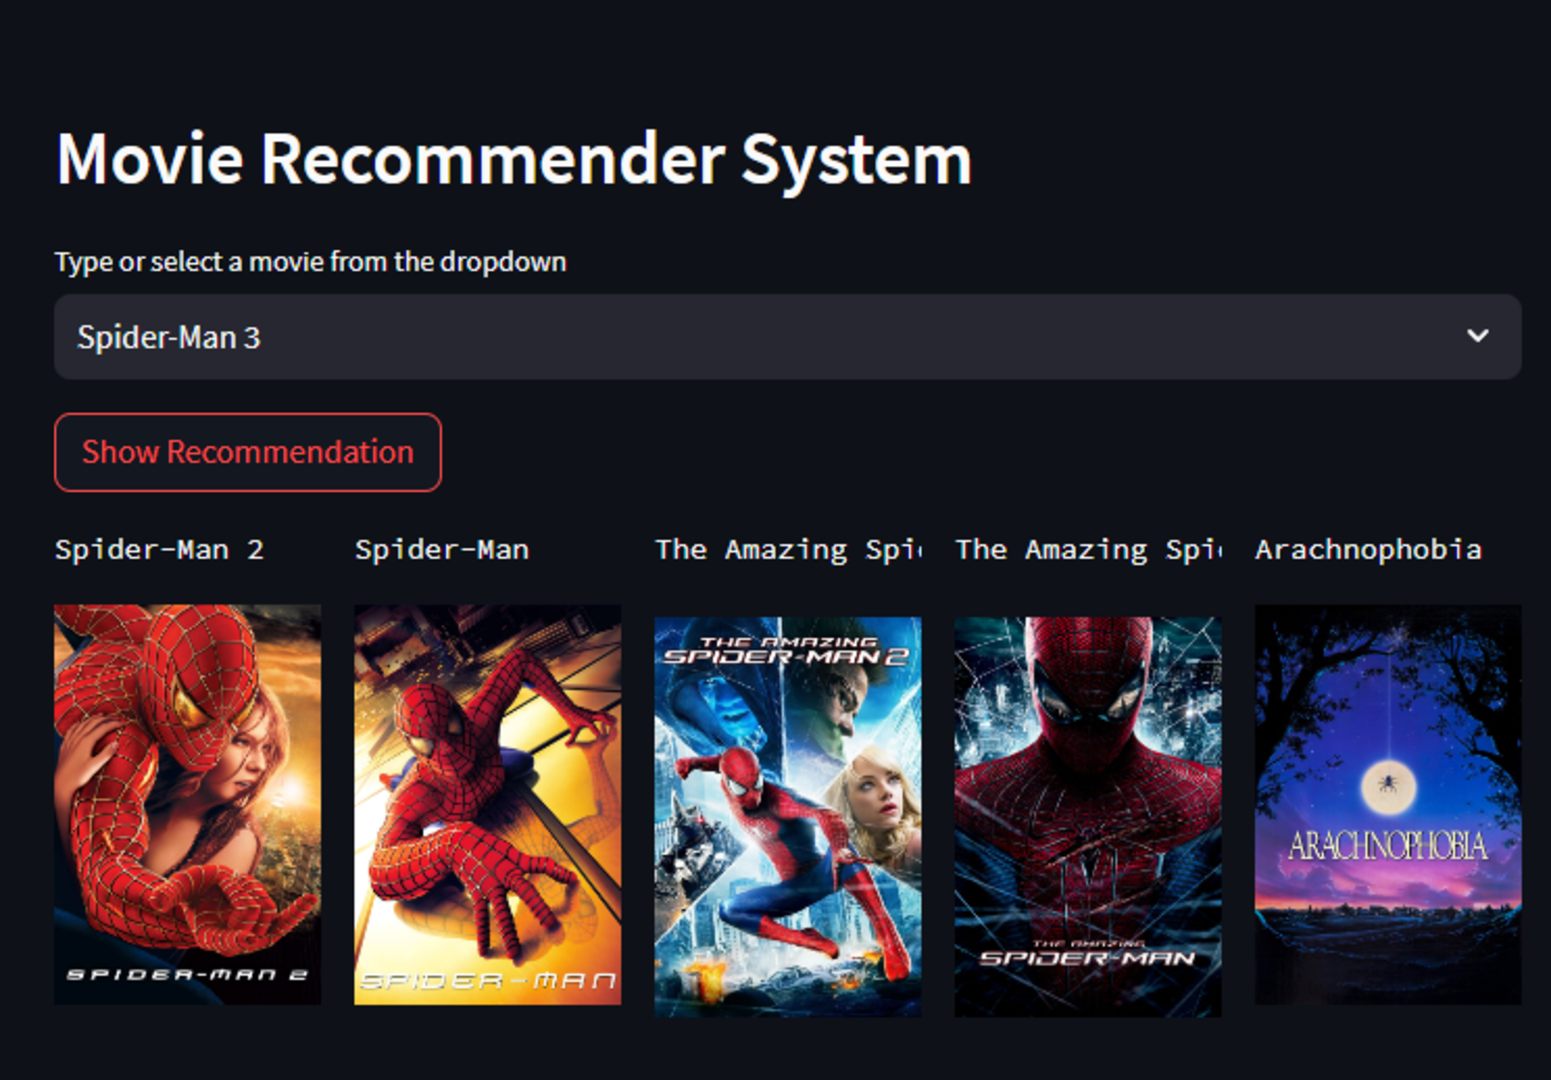 Movie Recommender System
Type or select a movie from the dropdown
Spider-Man 3
Show Recommendation
Spider-Man 2
Spider-Man
The Amazing Spi
The Amazing Spi
Arachnophobia
SPIDER-MAN 2
SPIDER-MAN
THE AMAZING
SPIDER-MAN 2
THE AMAZING
SPIDER-MAN
ARACHNOPHOBIA